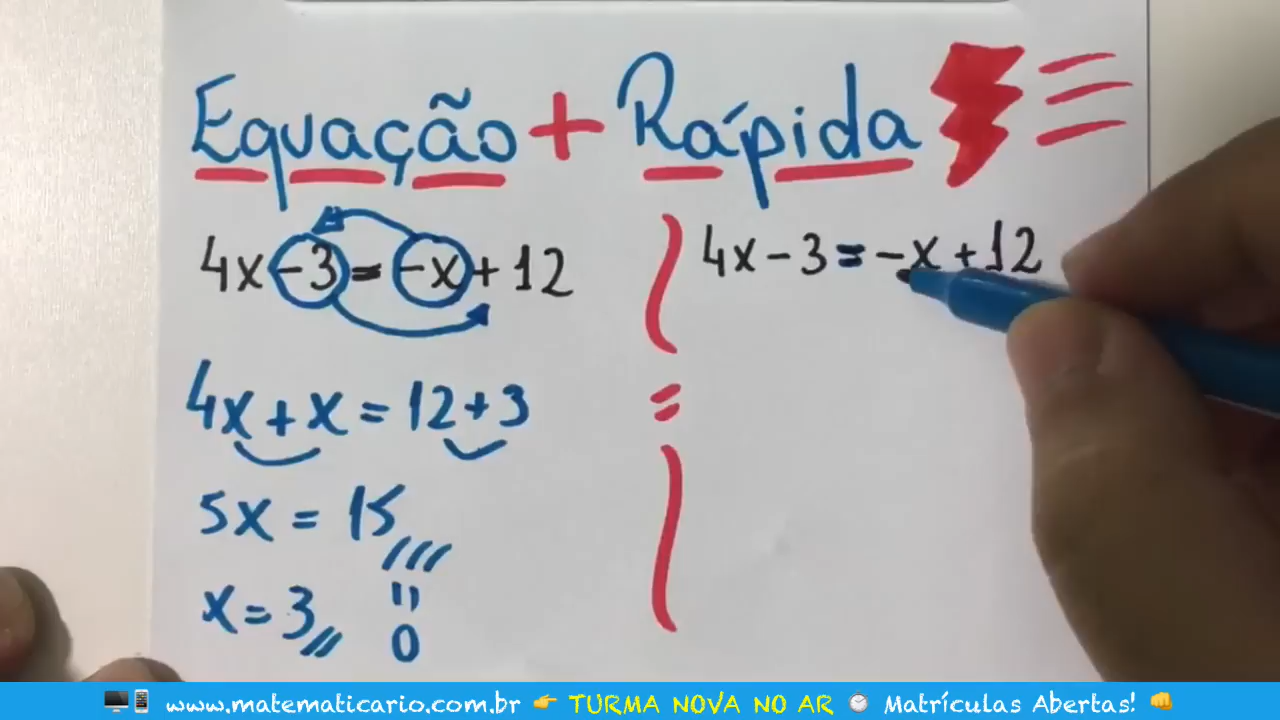 Equação + Rápida
4x - 3 = -x + 12
4x + x = 12 + 3
5x = 15
x = 3
"
0
4x - 3 = -x + 12
www.matematicario.com.br 👉 TURMA NOVA NO AR ⌚ Matrículas Abertas! 👊